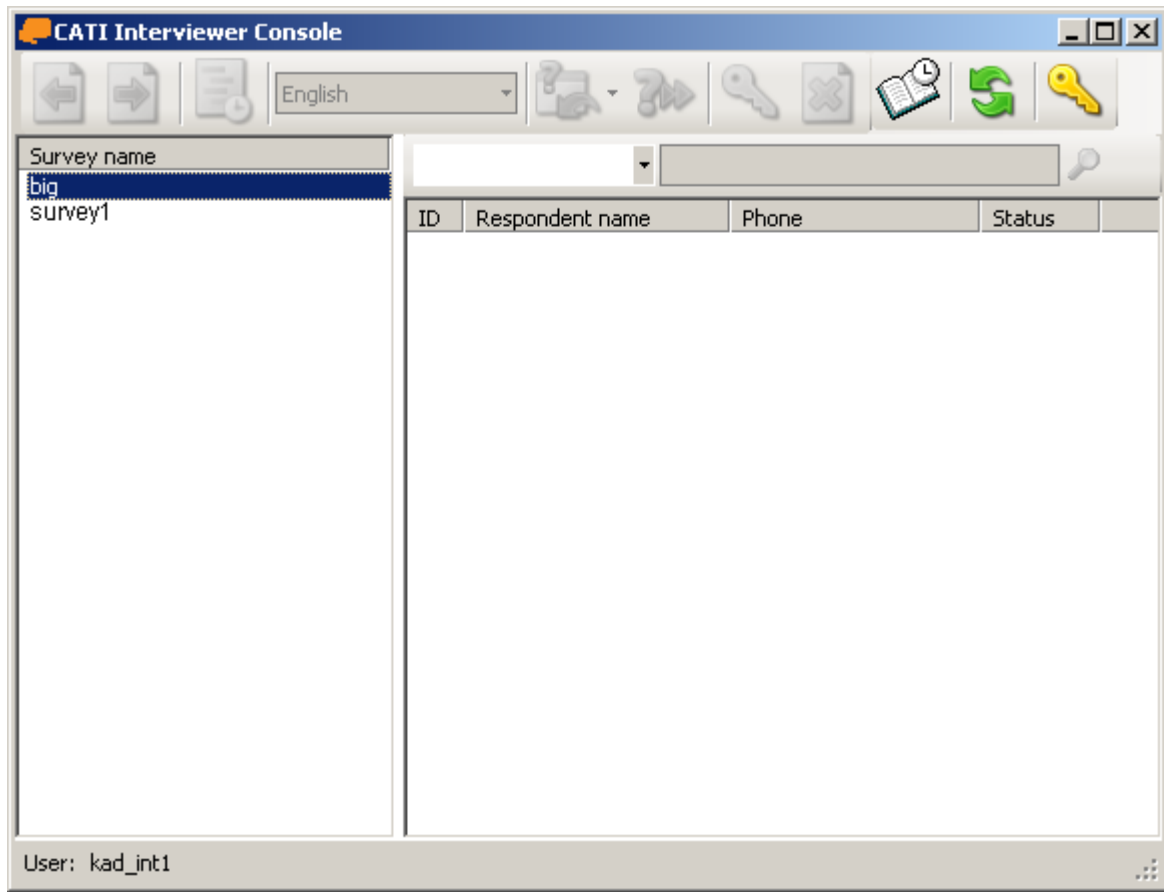 CATI Interviewer Console
English
Survey name
big
survey1
ID Respondent name Phone Status
User: kad_int1